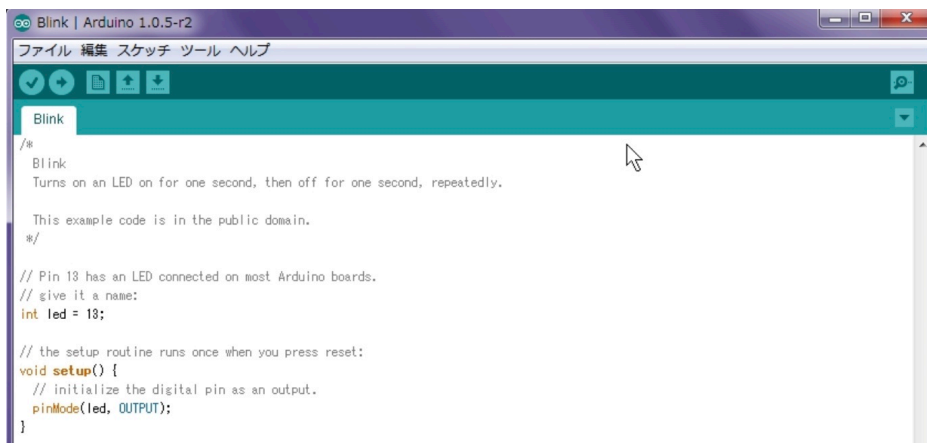 Blink | Arduino 1.0.5-r2
ファイル 編集 スケッチ ツール ヘルプ
Blink
/*
  Blink
  Turns on an LED on for one second, then off for one second, repeatedly.

  This example code is in the public domain.
 */

// Pin 13 has an LED connected on most Arduino boards.
// give it a name:
int led = 13;

// the setup routine runs once when you press reset:
void setup() {
  // initialize the digital pin as an output.
  pinMode(led, OUTPUT);
}